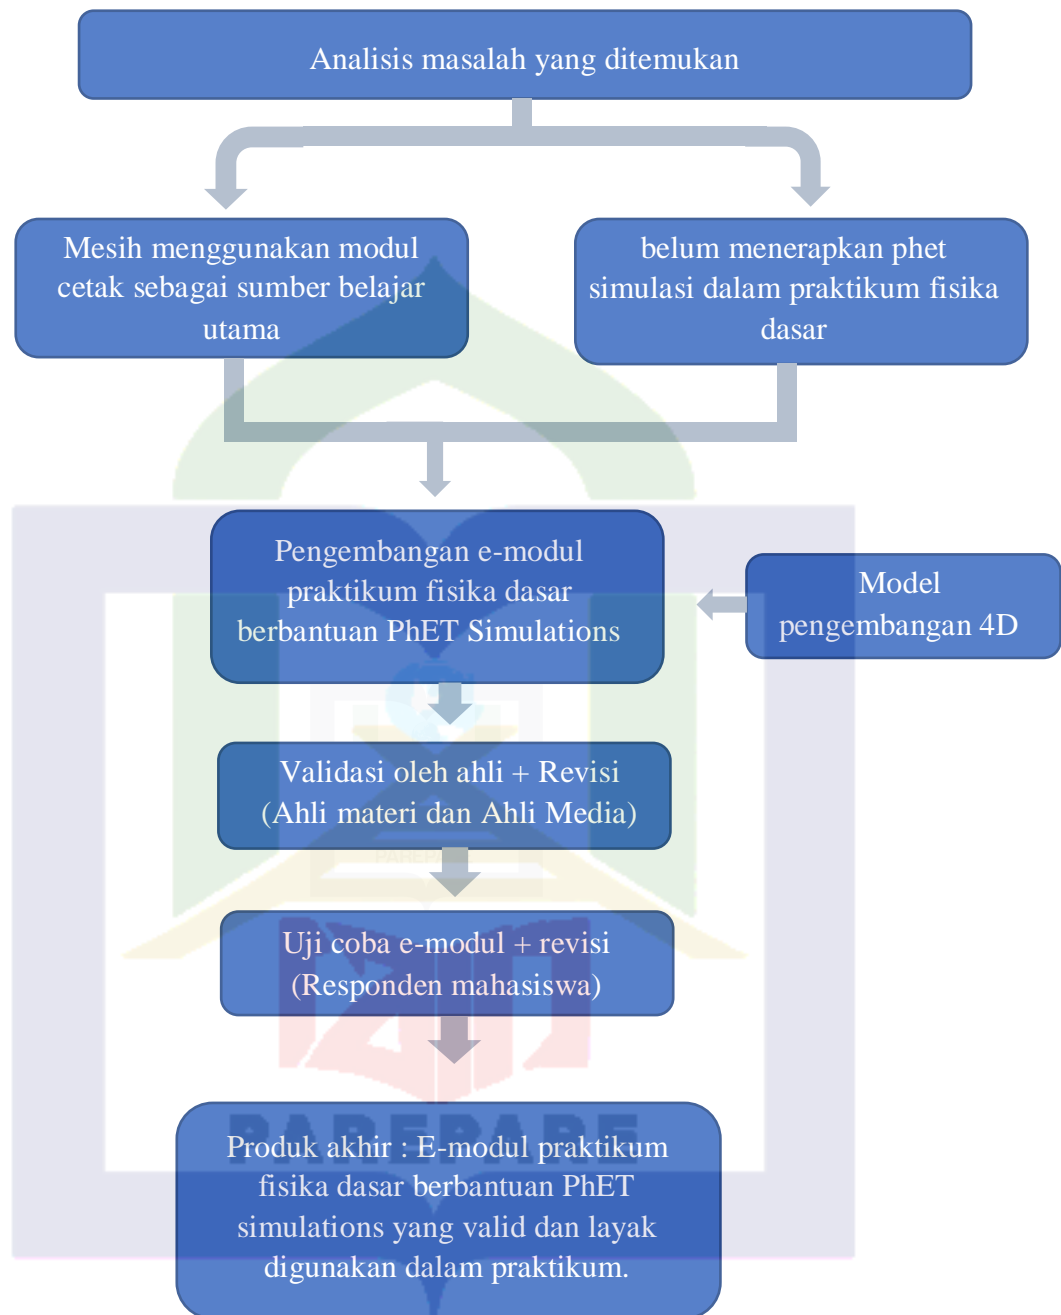 Analisis masalah yang ditemukan
Mesih menggunakan modul
cetak sebagai sumber belajar
utama
belum menerapkan phet
simulasi dalam praktikum fisika
dasar
Pengembangan e-modul
praktikum fisika dasar
berbantuan PhET Simulations
Model
pengembangan 4D
Validasi oleh ahli + Revisi
(Ahli materi dan Ahli Media)
Uji coba e-modul + revisi
(Responden mahasiswa)
PAREPARE
Produk akhir : E-modul praktikum
fisika dasar berbantuan PhET
simulations yang valid dan layak
digunakan dalam praktikum.